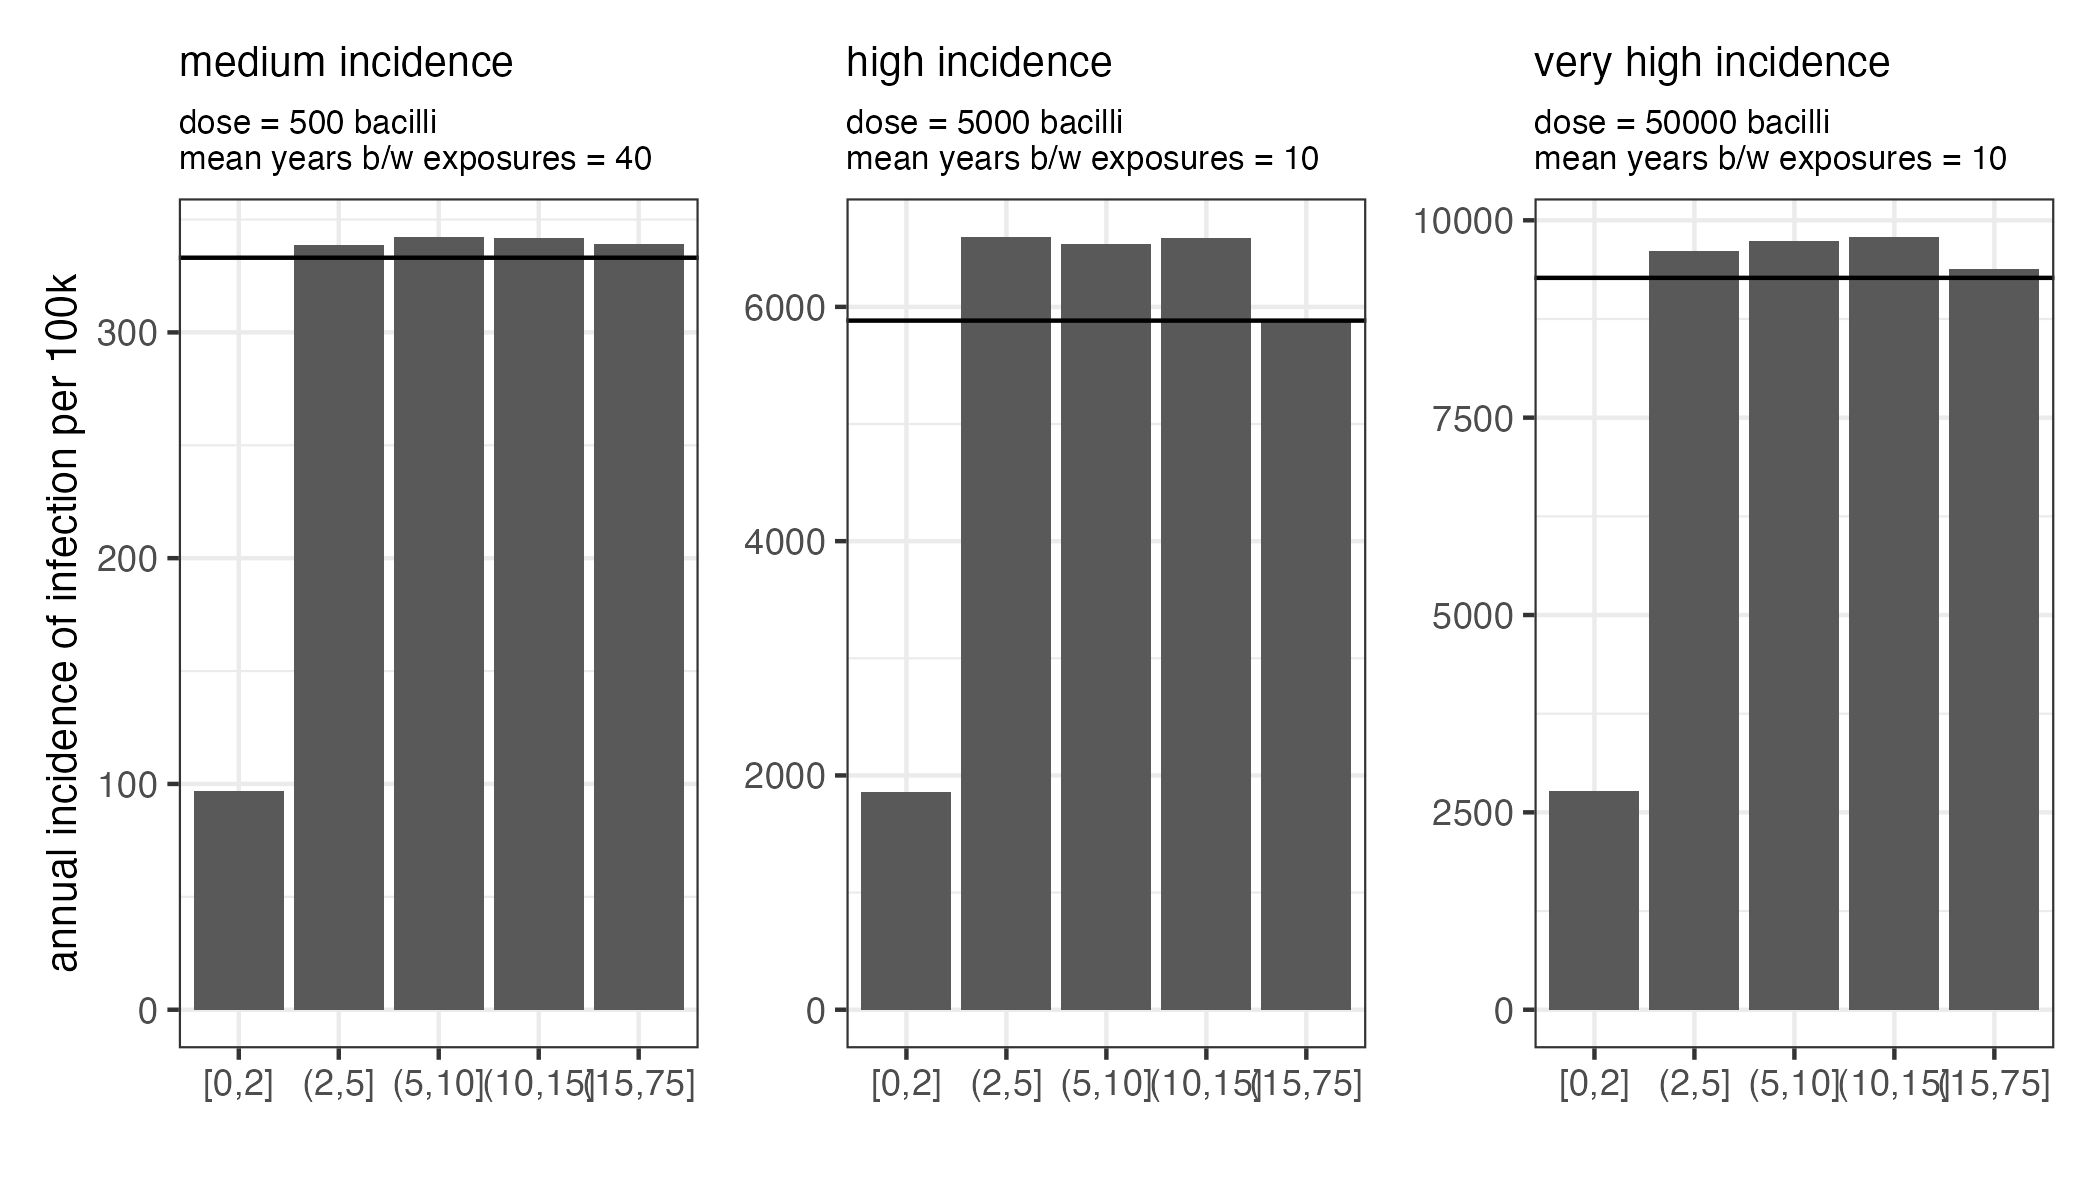 medium incidence
dose = 500 bacilli
mean years b/w exposures = 40
high incidence
dose = 5000 bacilli
mean years b/w exposures = 10
very high incidence
dose = 50000 bacilli
mean years b/w exposures = 10
annual incidence of infection per 100k
300
200
100
0
[0,2] (2,5] (5,10] (10,15] (15,75]
6000
4000
2000
0
[0,2] (2,5] (5,10] (10,15] (15,75]
10000
7500
5000
2500
0
[0,2] (2,5] (5,10] (10,15] (15,75]